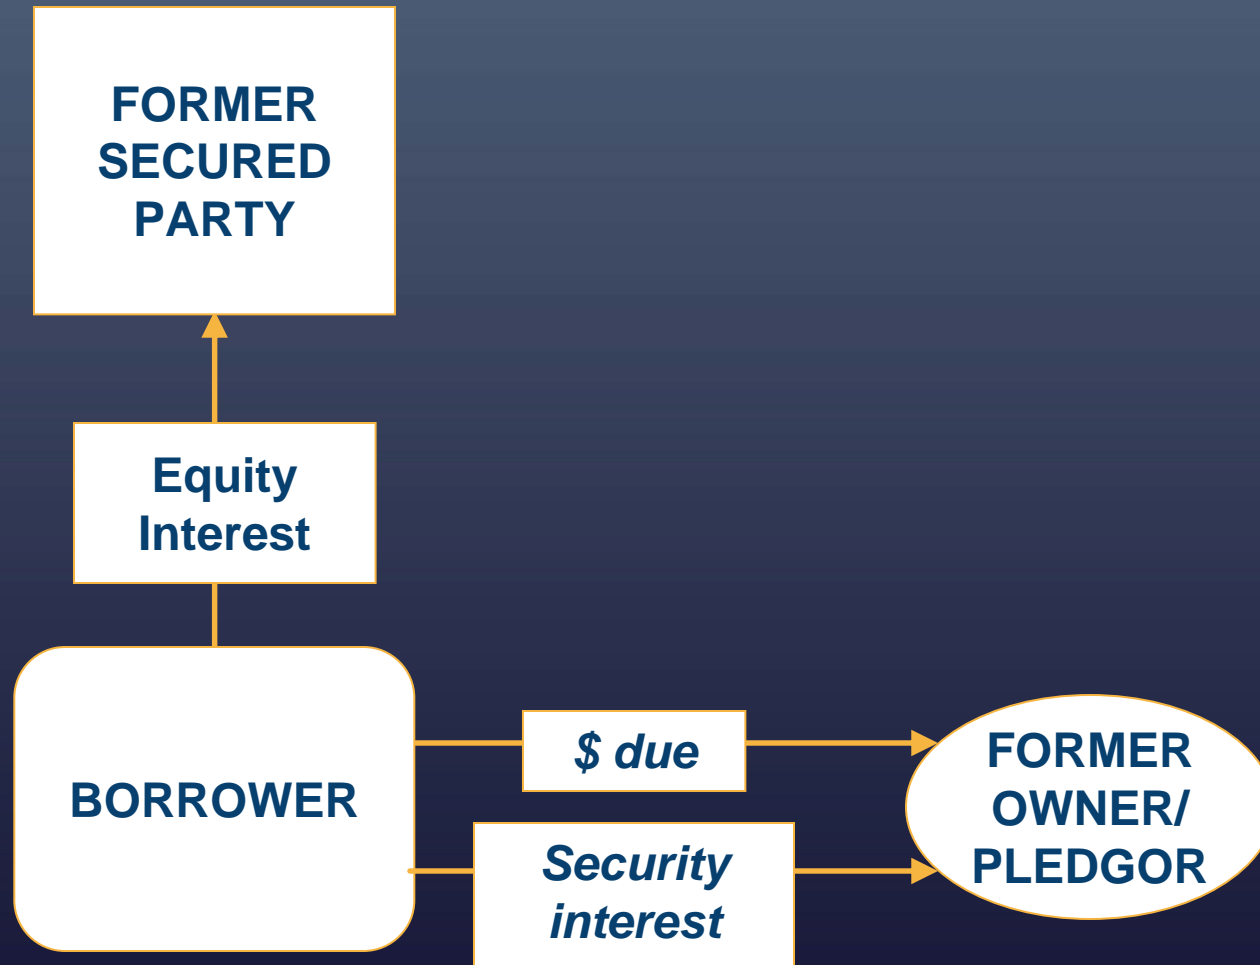 FORMER
SECURED
PARTY
Equity
Interest
BORROWER
$ due
Security
interest
FORMER
OWNER/
PLEDGOR